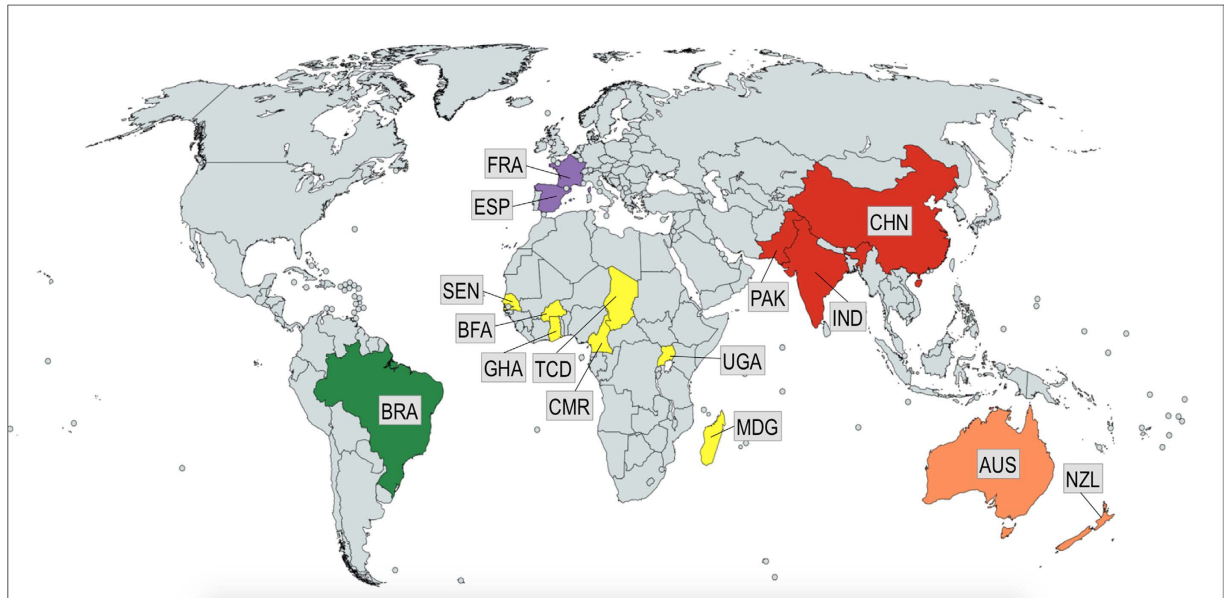 FRA
ESP
CHN
SEN
PAK
IND
BFA
GHA
TCD
UGA
CMR
BRA
MDG
AUS
NZL